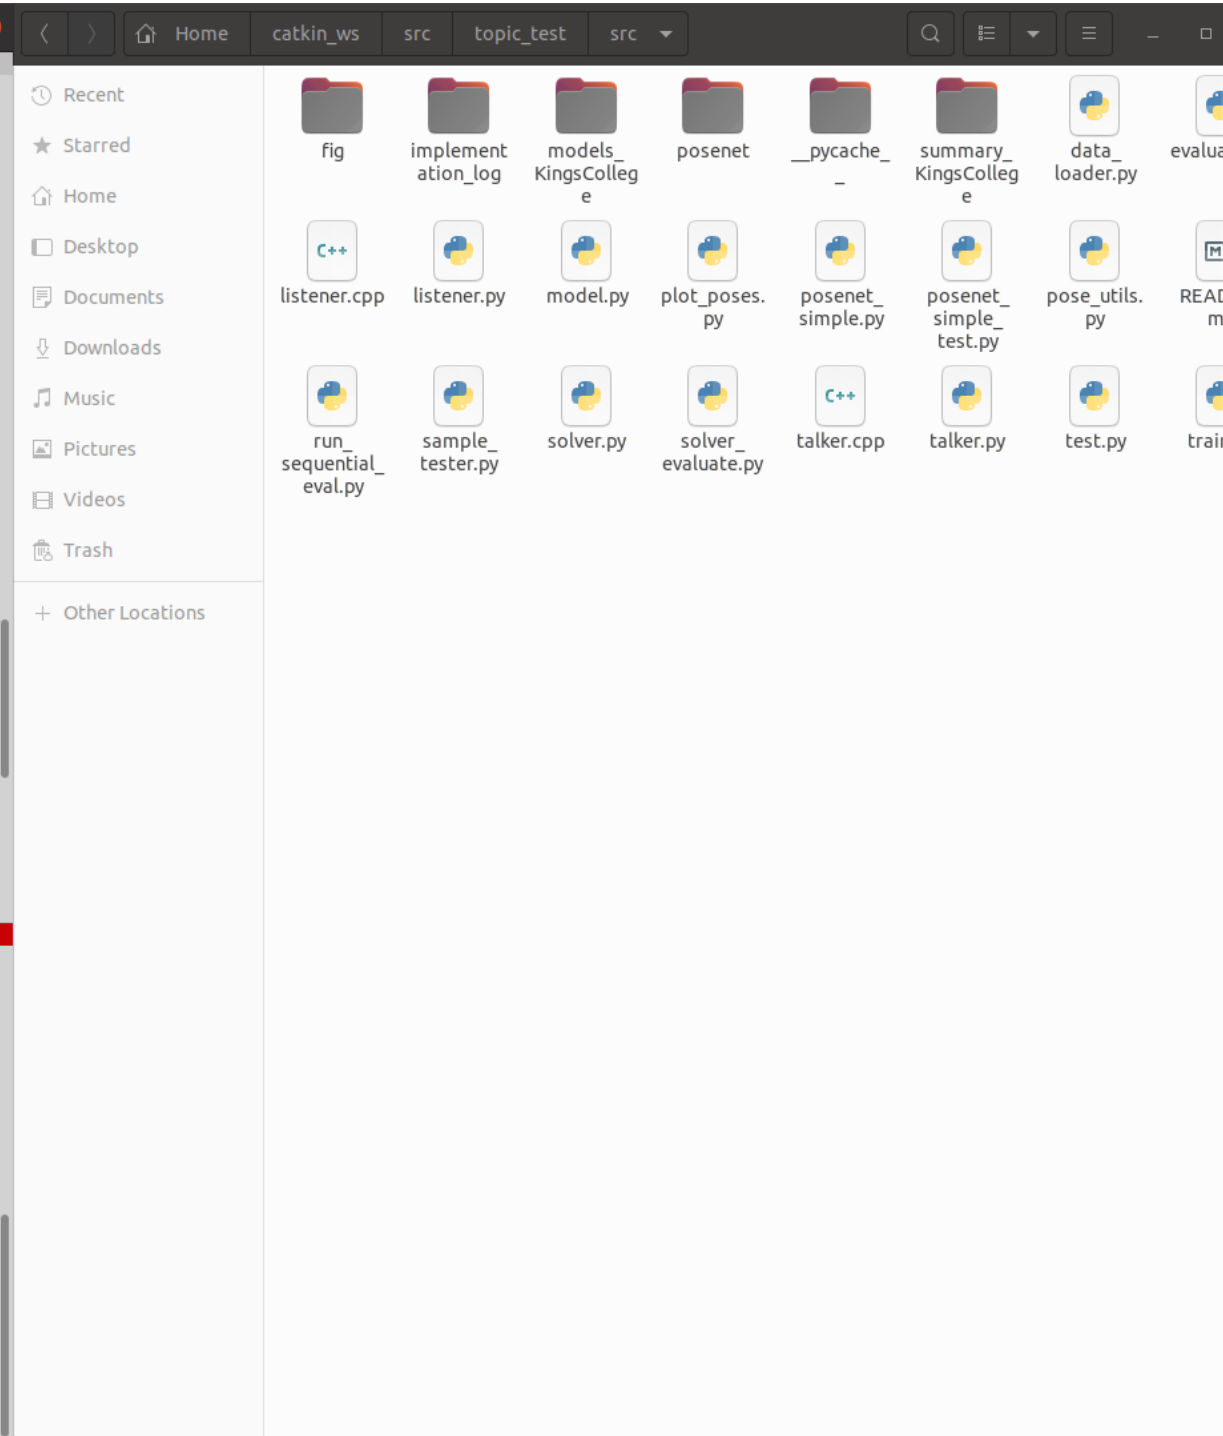 Home catkin_ws src topic_test src
Recent
Starred
Home
Desktop
Documents
Downloads
Music
Pictures
Videos
Trash
Other Locations
fig
implement
ation_log
models_
KingsColleg
e
posenet
__pycache_
_
summary_
KingsColleg
e
data_
loader.py
evalua
C++
listener.cpp
listener.py
model.py
plot_poses.
py
posenet_
simple.py
posenet_
simple_
test.py
pose_utils.
py
M
READ
m
run_
sequential_
eval.py
sample_
tester.py
solver.py
solver_
evaluate.py
C++
talker.cpp
talker.py
test.py
train